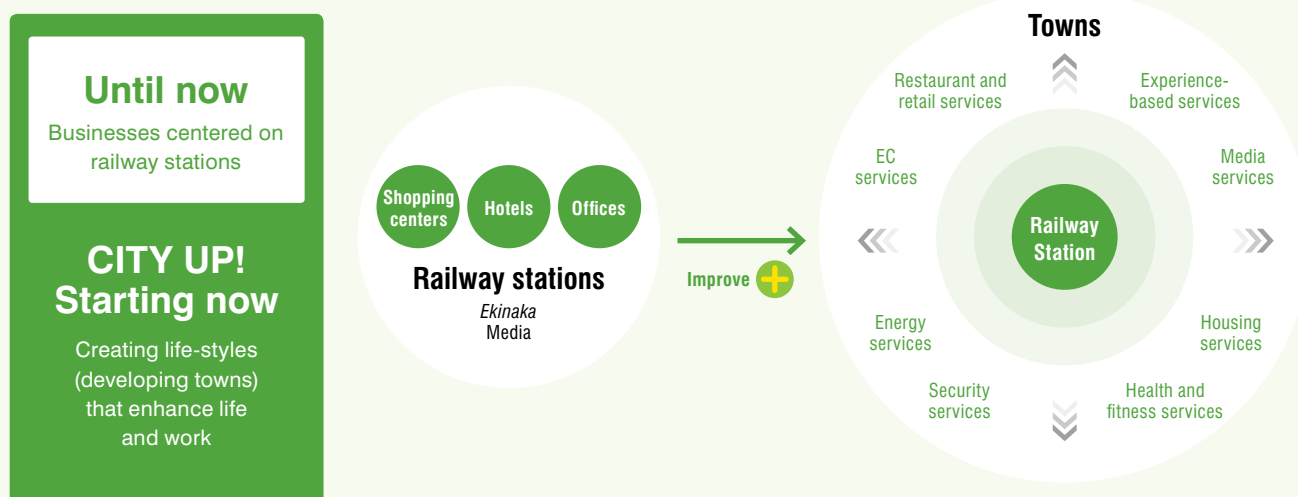 Until now
Businesses centered on
railway stations
CITY UP!
Starting now
Creating life-styles
(developing towns)
that enhance life
and work
Shopping
centers
Hotels
Offices
Railway stations
Ekinaka
Media
Improve
Towns
Restaurant and
retail services
Experience-
based services
EC
services
Media
services
Railway
Station
Energy
services
Housing
services
Security
services
Health and
fitness services